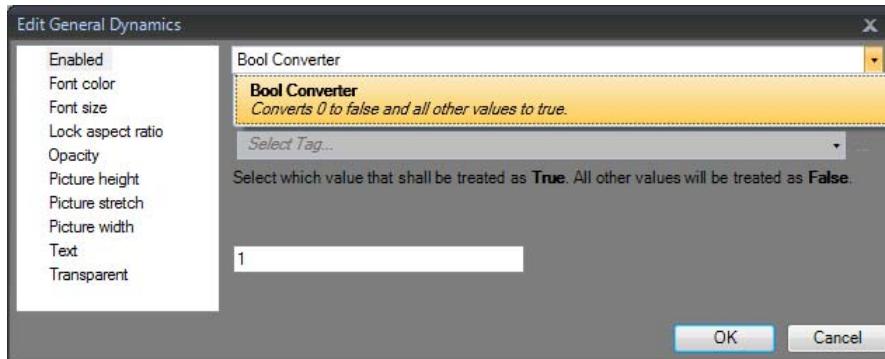 Edit General Dynamics
X
Enabled
Font color
Font size
Lock aspect ratio
Opacity
Picture height
Picture stretch
Picture width
Text
Transparent
Bool Converter
Bool Converter
Converts 0 to false and all other values to true.
Select Tag...
...
Select which value that shall be treated as True. All other values will be treated as False.
1
OK
Cancel